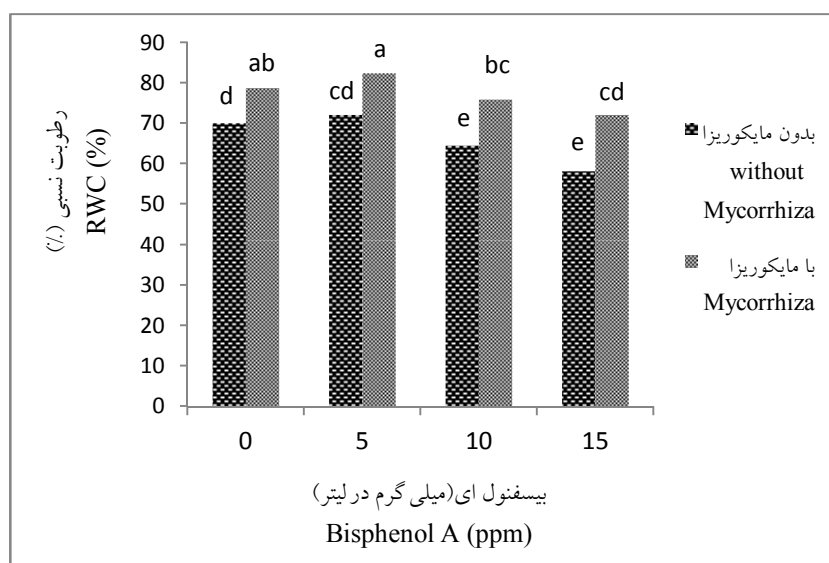 رطوبت نسبی (٪)
RWC (%)
90
80
70
60
50
40
30
20
10
0
d
ab
cd
a
e
bc
e
cd
0 5 10 15
بیسفنول ای(میلی گرم در لیتر)
Bisphenol A (ppm)
بدون مایکوریزا
without
Mycorrhiza
با مایکوریزا
Mycorrhiza